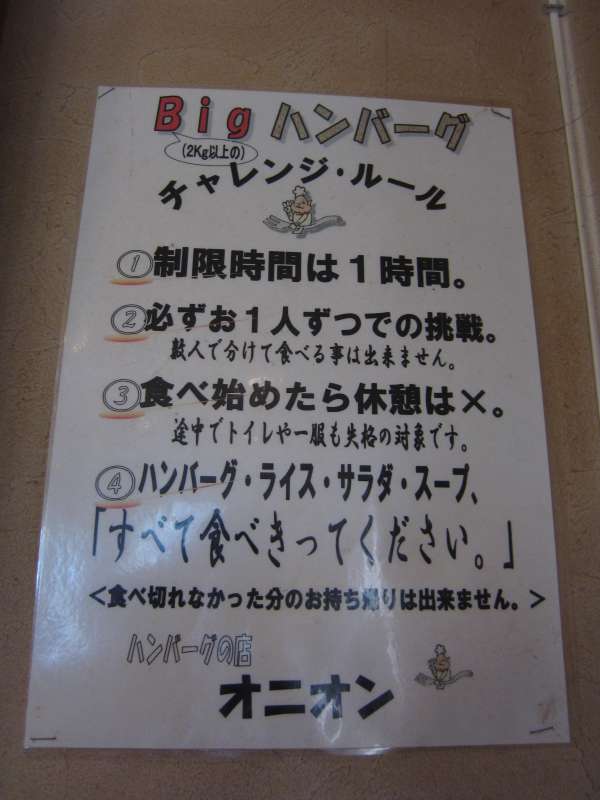 Big ハンバーグ
(2Kg以上の)
チャレンジ・ルール
① 制限時間は1時間。
② 必ずお1人ずつでの挑戦。
数人で分けて食べる事は出来ません。
③ 食べ始めたら休憩は×。
途中でトイレや一服も失格の対象です。
④ ハンバーグ・ライス・サラダ・スープ、
「すべて食べきってください。」
<食べ切れなかった分のお持ち帰りは出来ません。>
ハンバーグの店
オニオン